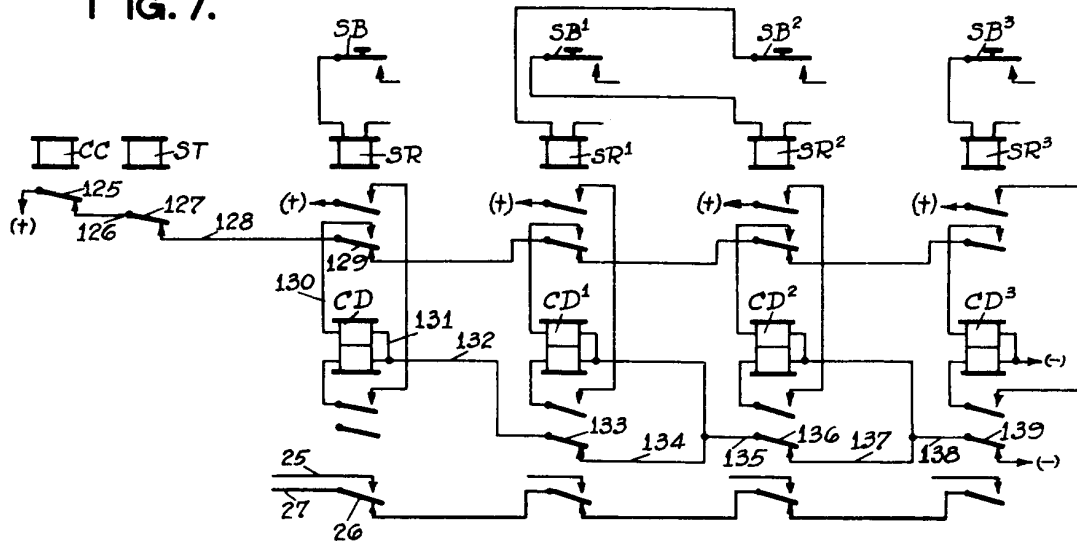 FIG. 7.
SB SB¹ SB² SB³
CC ST SR SR¹ SR² SR³
(+) 125 126 127 128 (+) (+) (+) (+)
129
130 CD CD¹ CD² CD³
131 132 (-)
133 134 135 136 137 138 139 (-)
25
27 26